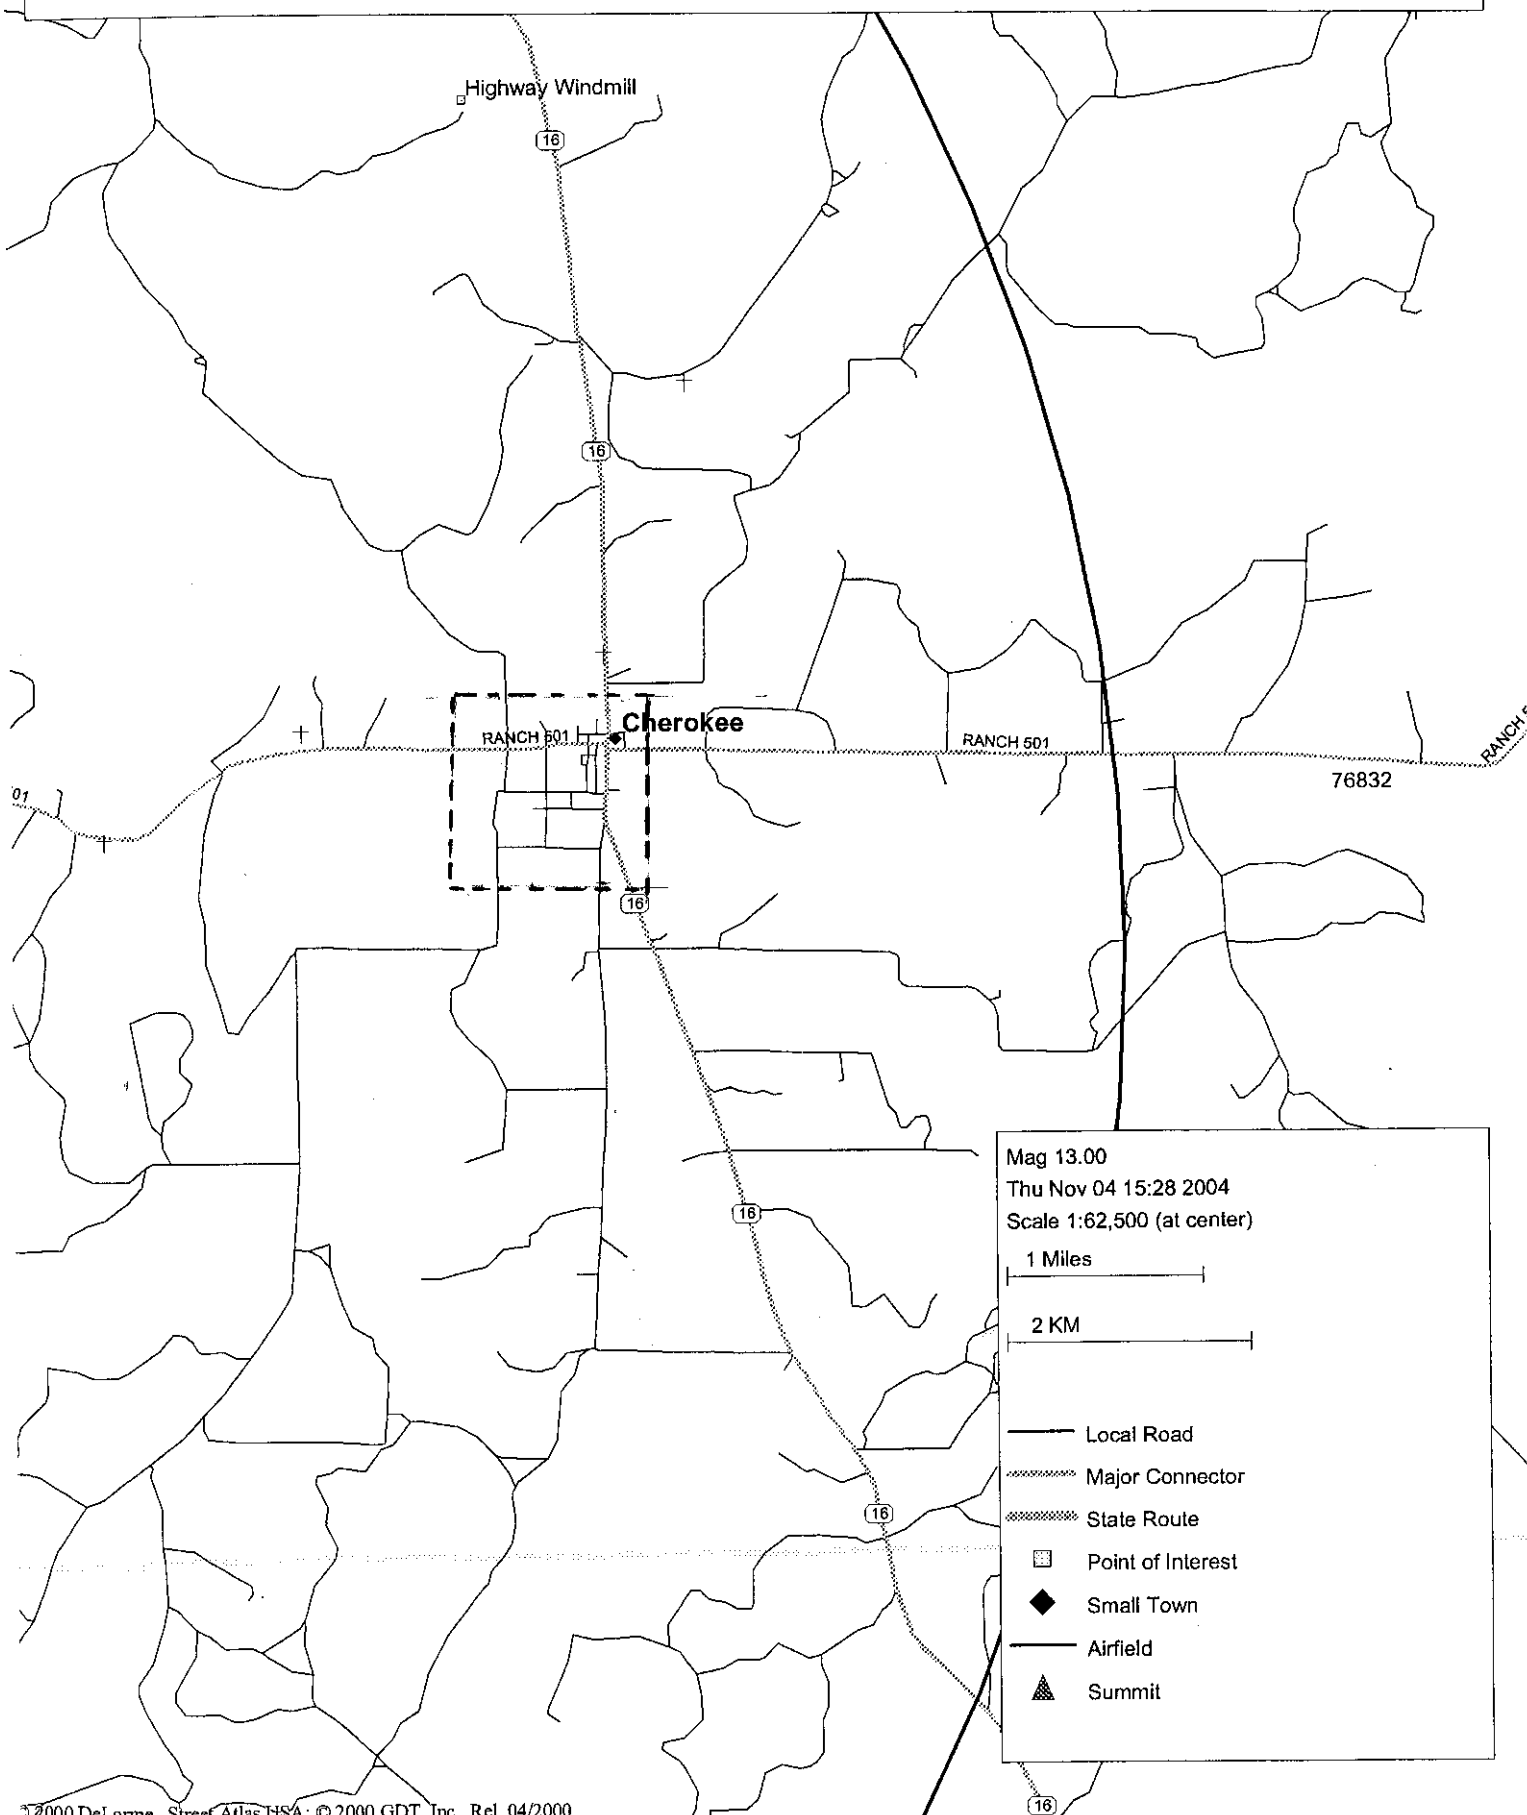 Highway Windmill
16
16
Cherokee
RANCH 501
RANCH 501
RANCH 5
76832
01
16
Mag 13.00
Thu Nov 04 15:28 2004
Scale 1:62,500 (at center)
1 Miles
2 KM
16
Local Road
Major Connector
State Route
Point of Interest
Small Town
Airfield
Summit
16
16
2000 DeLorme. Street Atlas USA; © 2000 GDT, Inc., Rel. 04/2000